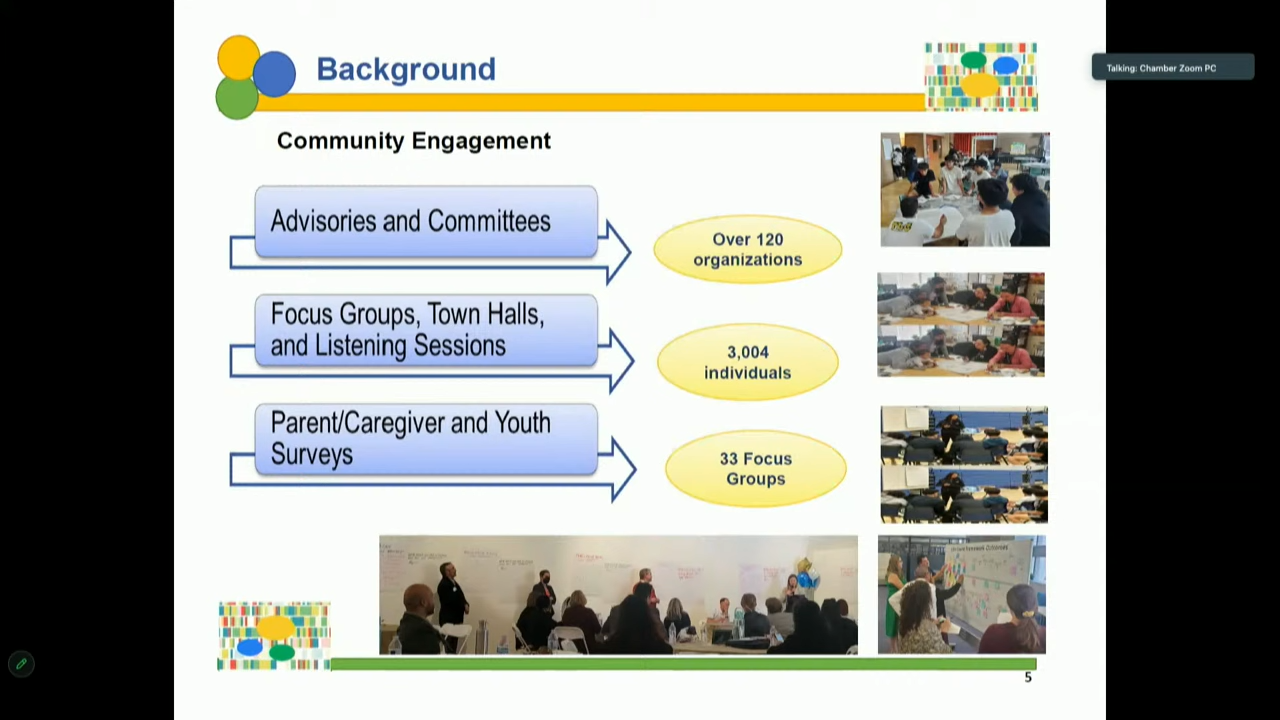 Background
Talking: Chamber Zoom PC
Community Engagement
Advisories and Committees
Over 120
organizations
Focus Groups, Town Halls,
and Listening Sessions
3,004
individuals
Parent/Caregiver and Youth
Surveys
33 Focus
Groups
5